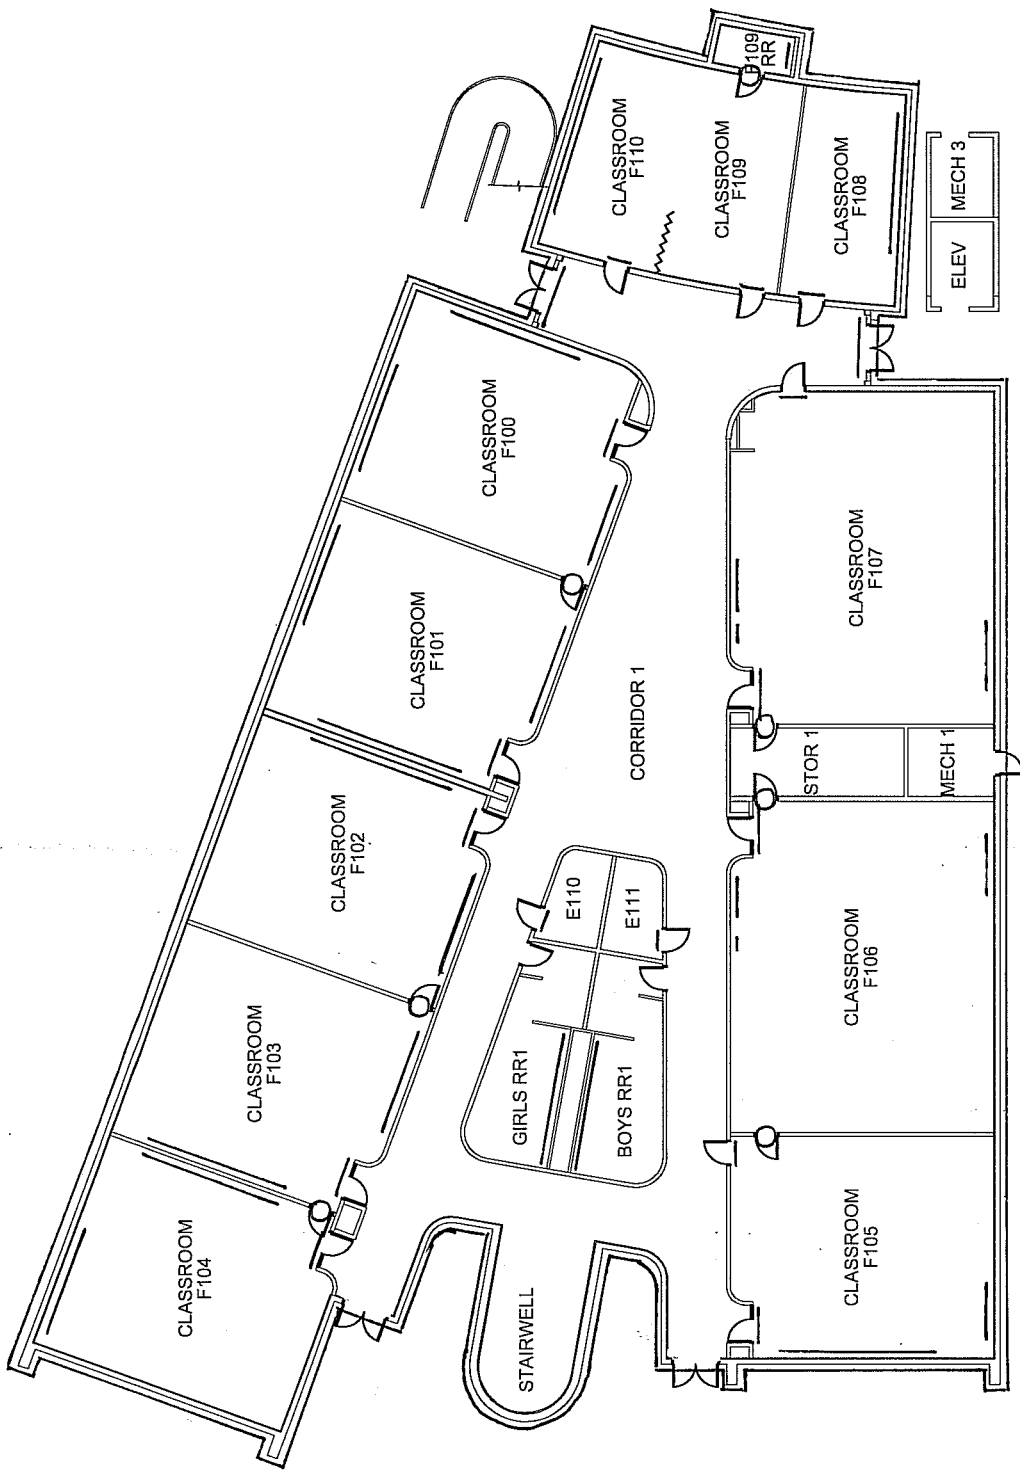 CLASSROOM
F110
CLASSROOM
F109
RR
CLASSROOM
F108
MECH 3
ELEV
CLASSROOM
F100
CLASSROOM
F101
CLASSROOM
F102
CLASSROOM
F103
CLASSROOM
F104
CORRIDOR 1
E110
E111
GIRLS RR1
BOYS RR1
STAIRWELL
CLASSROOM
F107
STOR 1
MECH 1
CLASSROOM
F106
CLASSROOM
F105